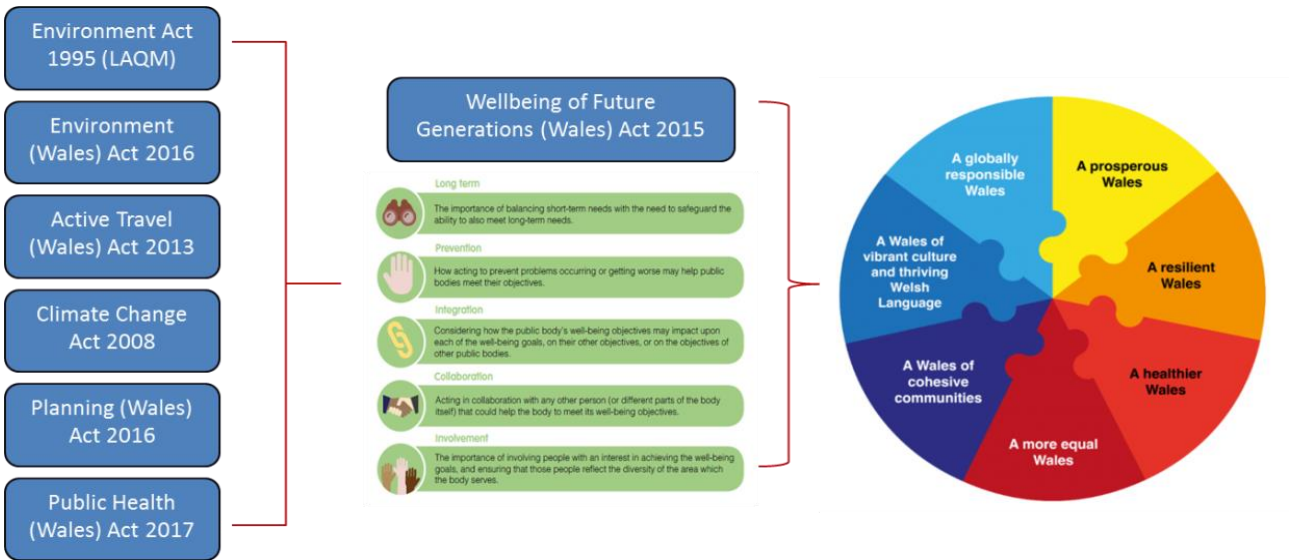 Environment Act
1995 (LAQM)
Environment
(Wales) Act 2016
Active Travel
(Wales) Act 2013
Climate Change
Act 2008
Planning (Wales)
Act 2016
Public Health
(Wales) Act 2017
Wellbeing of Future
Generations (Wales) Act 2015
Long term
The importance of balancing short-term needs with the need to safeguard the
ability to also meet long-term needs.
Prevention
How acting to prevent problems occurring or getting worse may help public
bodies meet their objectives.
Integration
Considering how the public body's well-being objectives may impact upon
each of the well-being goals, on their other objectives, or on the objectives of
other public bodies.
Collaboration
Acting in collaboration with any other person (or different parts of the body
itself) that could help the body to meet its well-being objectives.
Involvement
The importance of involving people with an interest in achieving the well-being
goals, and ensuring that those people reflect the diversity of the area which
the body serves.
A globally
responsible
Wales
A prosperous
Wales
A resilient
Wales
A healthier
Wales
A more equal
Wales
A Wales of
cohesive
communities
A Wales of
vibrant culture
and thriving
Welsh
Language